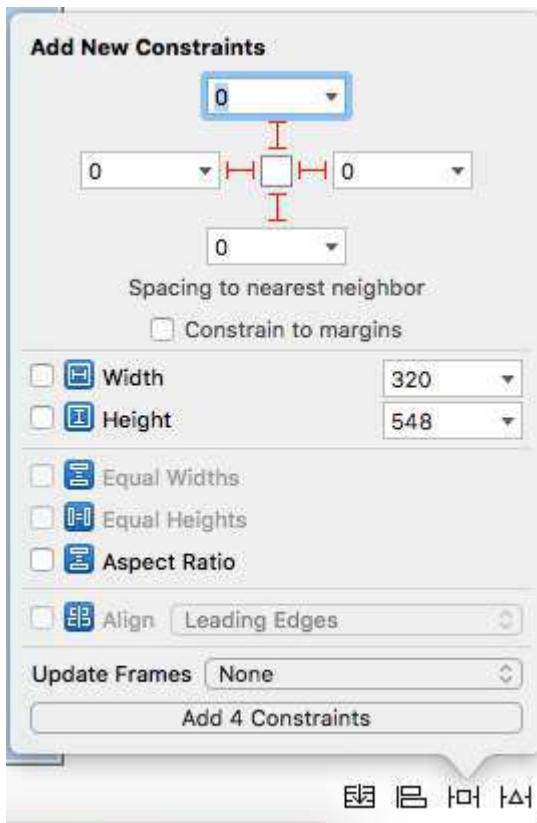 Add New Constraints
0
0 0
0
Spacing to nearest neighbor
Constrain to margins
Width 320
Height 548
Equal Widths
Equal Heights
Aspect Ratio
Align Leading Edges
Update Frames None
Add 4 Constraints